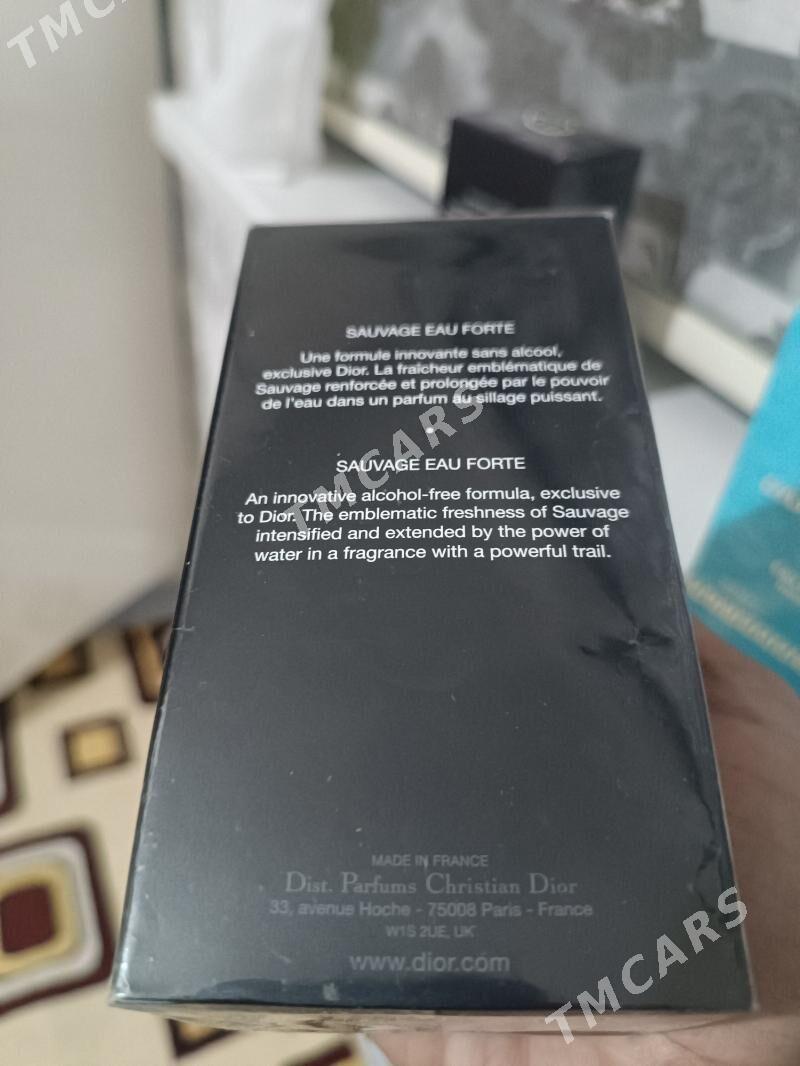 TMCARS
SAUVAGE EAU FORTE
Une formule innovante sans alcool,
exclusive Dior. La fraîcheur emblématique de
Sauvage renforcée et prolongée par le pouvoir
de l'eau dans un parfum au sillage puissant.
SAUVAGE EAU FORTE
An innovative alcohol-free formula, exclusive
to Dior. The emblematic freshness of Sauvage
intensified and extended by the power of
water in a fragrance with a powerful trail.
TMCARS
MADE IN FRANCE
Dist. Parfums Christian Dior
33, avenue Hoche - 75008 Paris - France
W1S 2UE, UK
www.dior.com
TMCARS